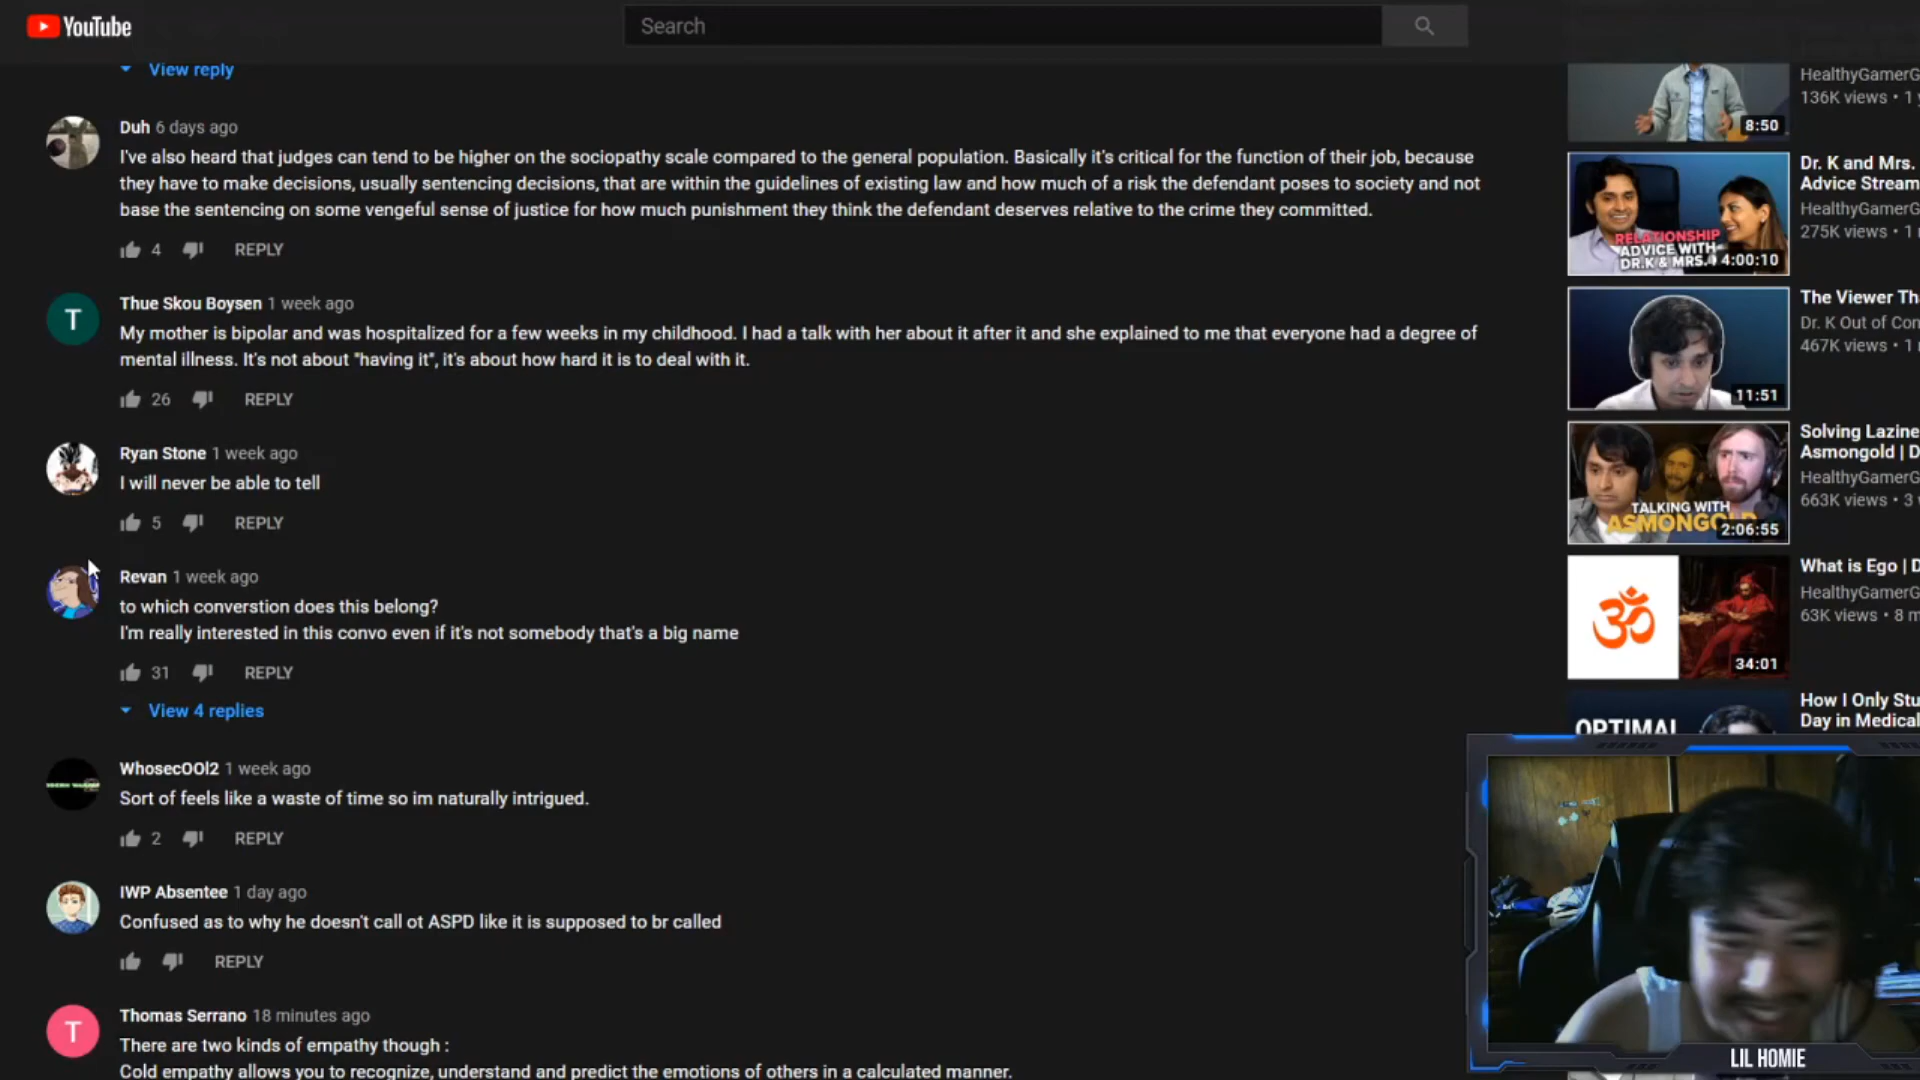 YouTube
Search
View reply
Duh 6 days ago
I've also heard that judges can tend to be higher on the sociopathy scale compared to the general population. Basically it's critical for the function of their job, because
they have to make decisions, usually sentencing decisions, that are within the guidelines of existing law and how much of a risk the defendant poses to society and not
base the sentencing on some vengeful sense of justice for how much punishment they think the defendant deserves relative to the crime they committed.
4 REPLY
T
Thue Skou Boysen 1 week ago
My mother is bipolar and was hospitalized for a few weeks in my childhood. I had a talk with her about it after it and she explained to me that everyone had a degree of
mental illness. It's not about "having it", it's about how hard it is to deal with it.
26 REPLY
Ryan Stone 1 week ago
I will never be able to tell
5 REPLY
Revan 1 week ago
to which converstion does this belong?
I'm really interested in this convo even if it's not somebody that's a big name
31 REPLY
View 4 replies
WhosecOOl2 1 week ago
Sort of feels like a waste of time so im naturally intrigued.
2 REPLY
IWP Absentee 1 day ago
Confused as to why he doesn't call ot ASPD like it is supposed to br called
REPLY
T
Thomas Serrano 18 minutes ago
There are two kinds of empathy though :
Cold empathy allows you to recognize, understand and predict the emotions of others in a calculated manner.
HealthyGamerG
136K views • 1
8:50
Dr. K and Mrs.
Advice Stream
HealthyGamerG
275K views • 1
RELATIONSHIP
ADVICE WITH
DR.K & MRS.
4:00:10
The Viewer Th
Dr. K Out of Con
467K views • 1
11:51
Solving Lazine
Asmongold | D
HealthyGamerG
663K views • 3
TALKING WITH
ASMONGOLD
2:06:55
What is Ego | D
HealthyGamerG
63K views • 8 m
ॐ
34:01
How I Only Stu
Day in Medical
OPTIMAL
LIL HOMIE